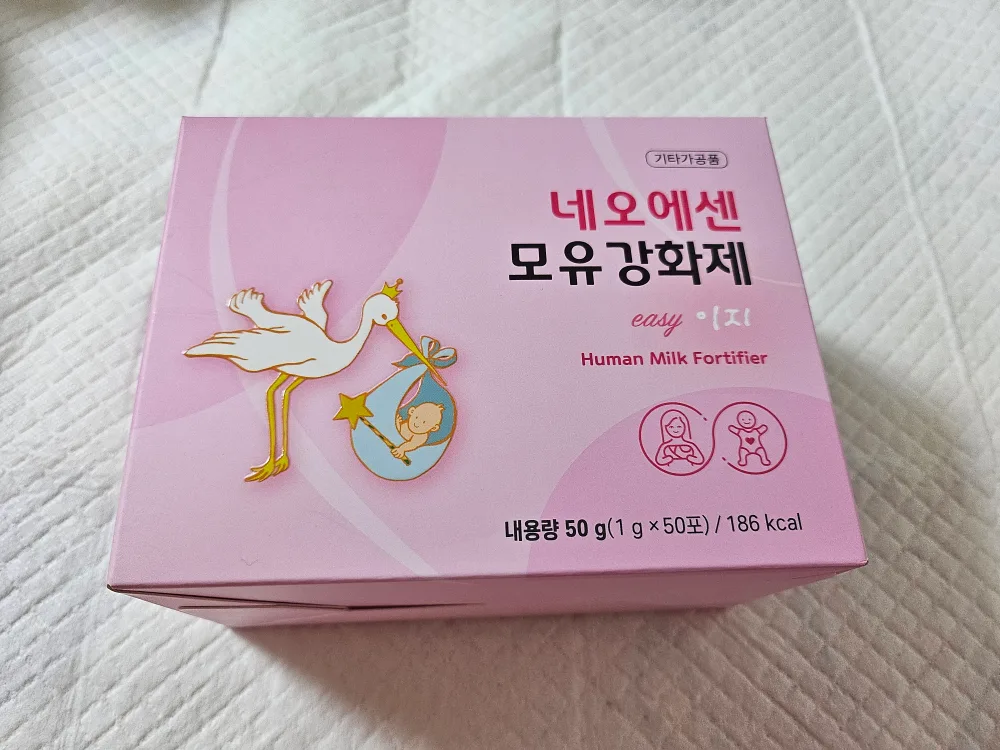 기타가공품
네오에센
모유강화제
easy 이지
Human Milk Fortifier
내용량 50 g(1 g × 50포) / 186 kcal